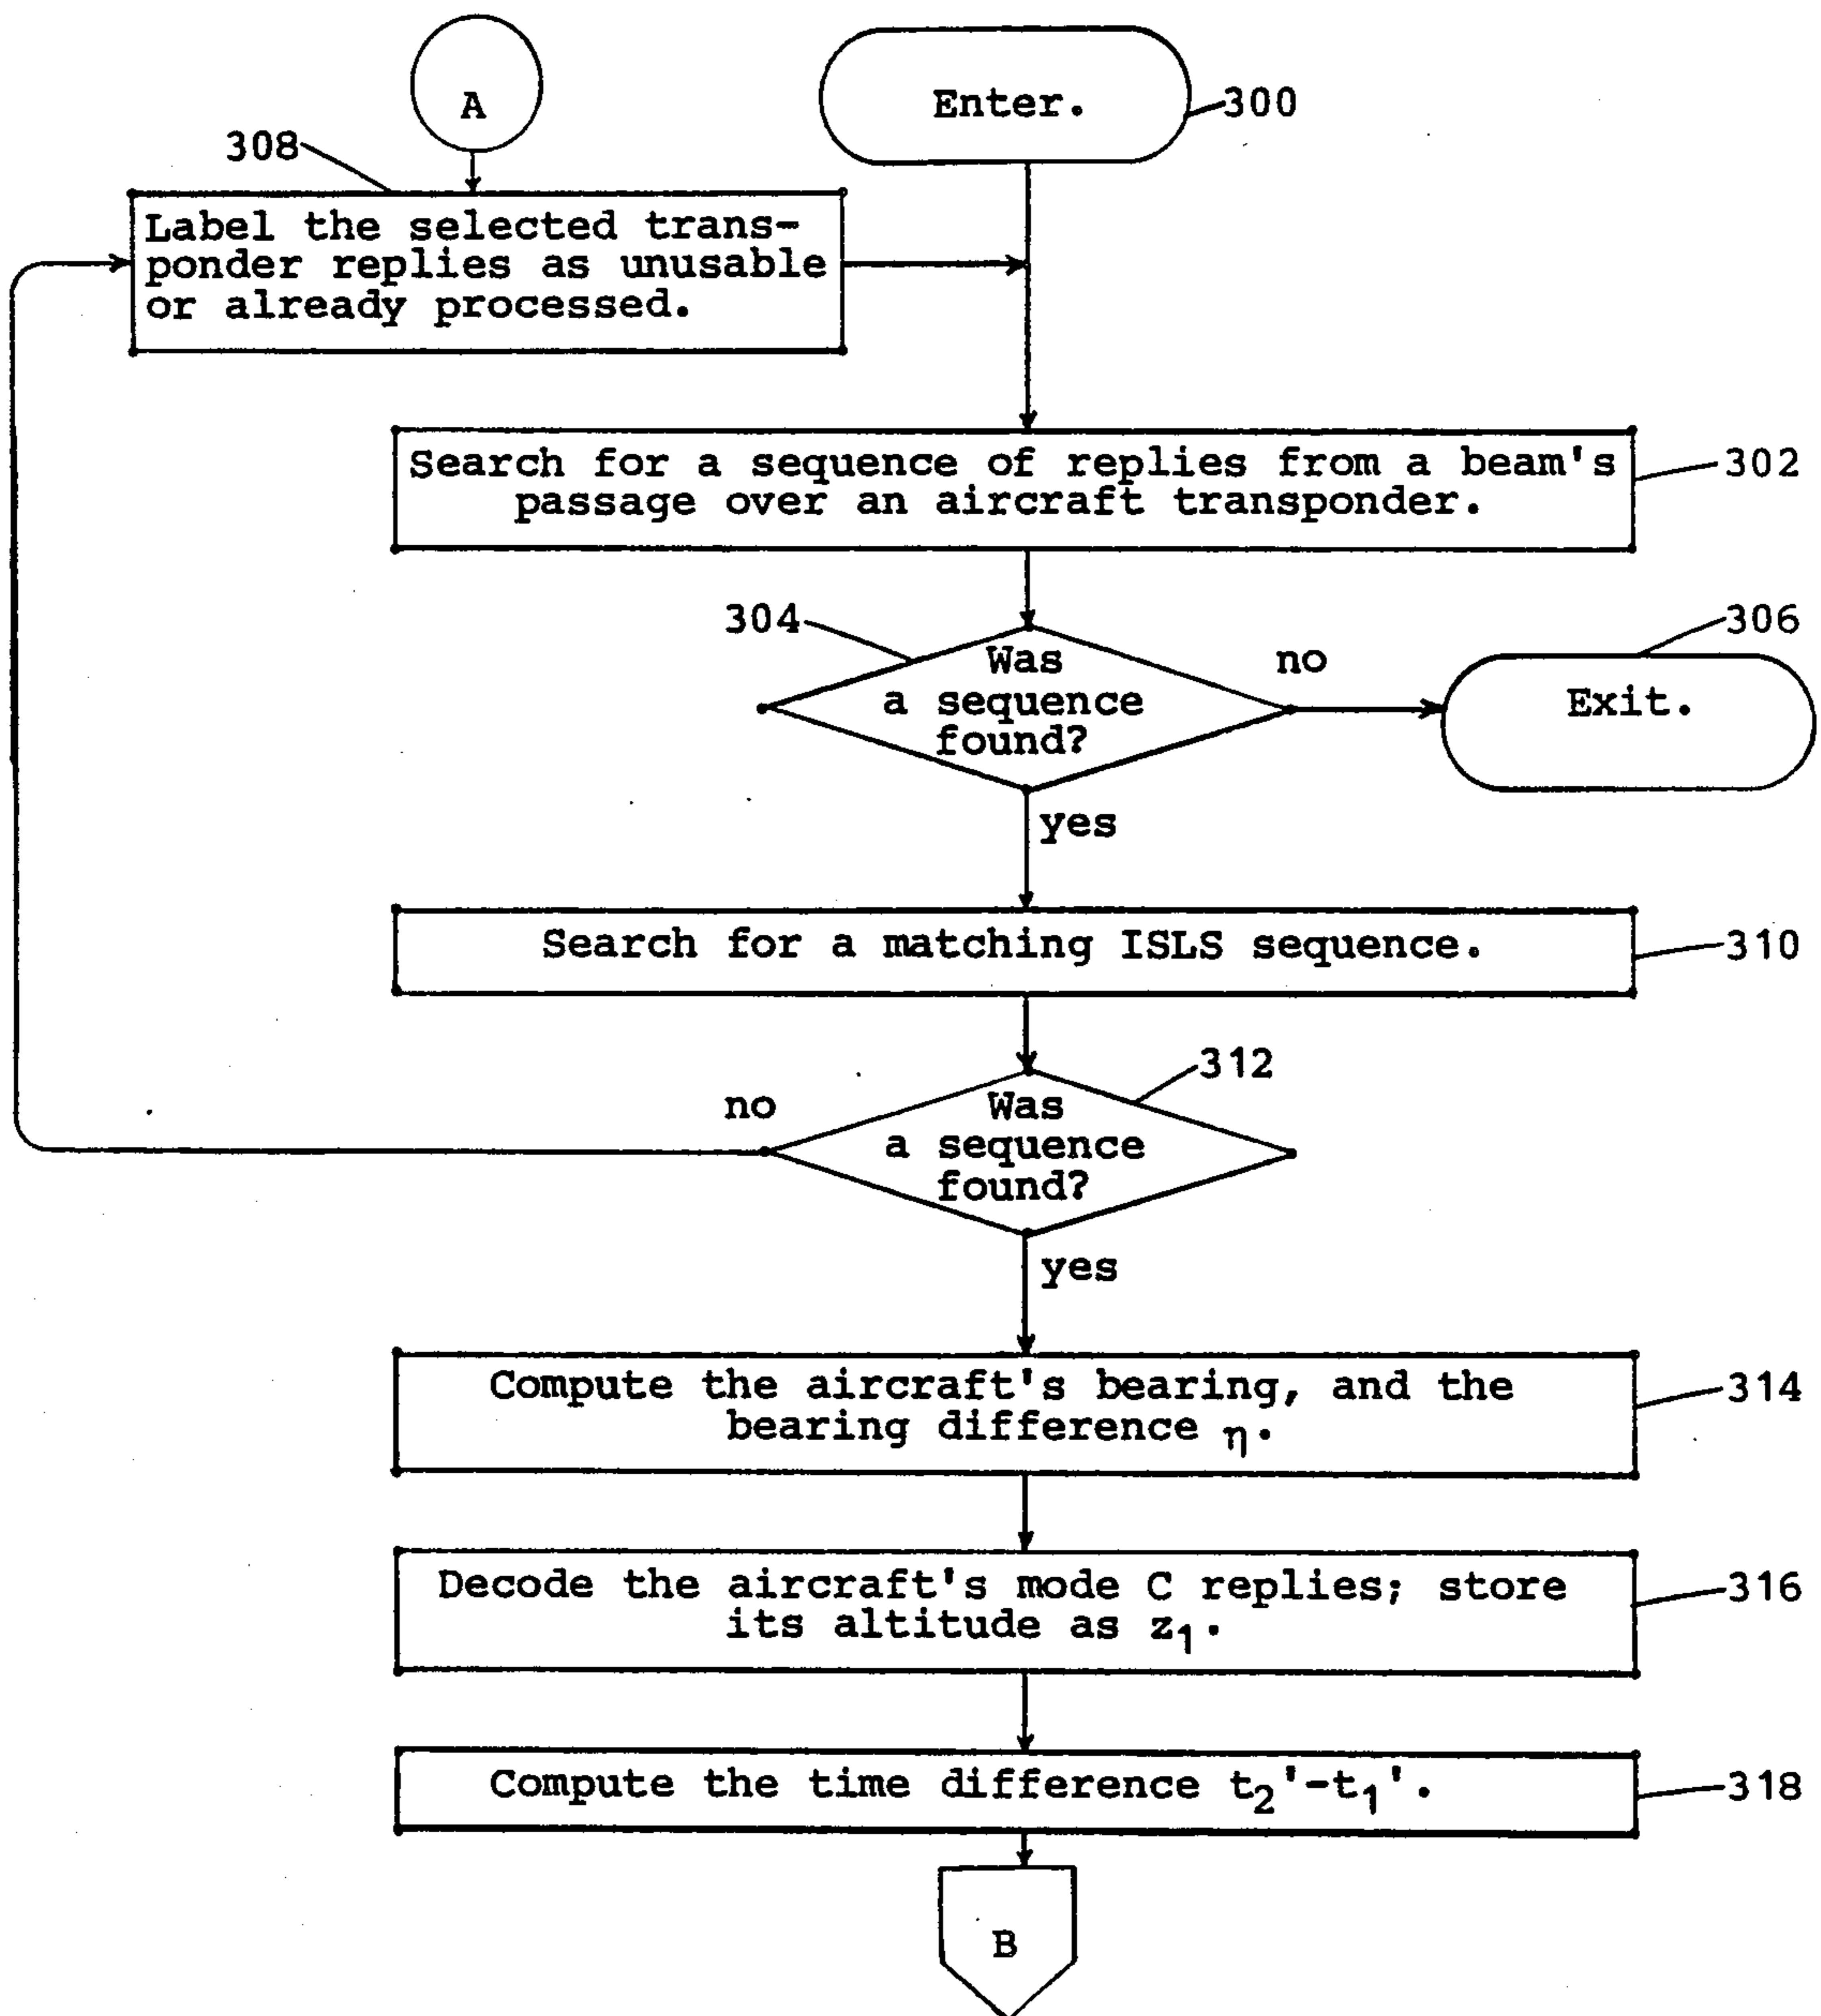 A
Enter.
300
308
Label the selected trans-
ponder replies as unusable
or already processed.
Search for a sequence of replies from a beam's
passage over an aircraft transponder.
302
304
Was
a sequence
found?
no
306
Exit.
yes
Search for a matching ISLS sequence.
310
312
no
Was
a sequence
found?
yes
Compute the aircraft's bearing, and the
bearing difference η.
314
Decode the aircraft's mode C replies; store
its altitude as z₁.
316
Compute the time difference t₂'-t₁'.
318
B